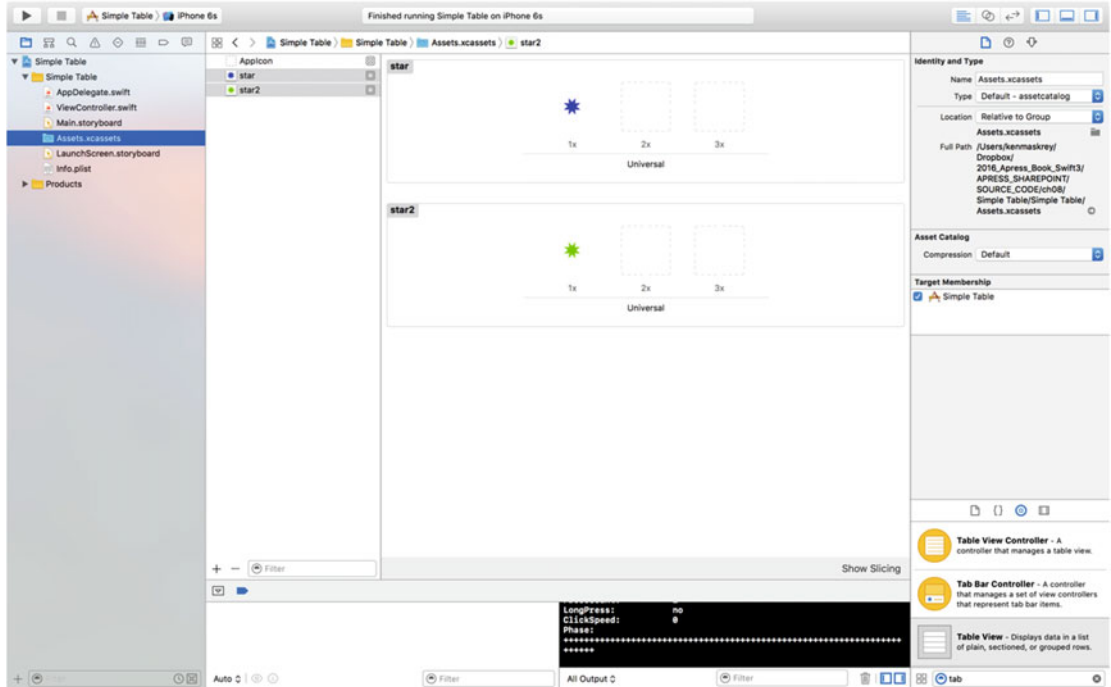 Simple Table iPhone 6s
Finished running Simple Table on iPhone 6s
Simple Table
Simple Table
AppDelegate.swift
ViewController.swift
Main.storyboard
Assets.xcassets
LaunchScreen.storyboard
Info.plist
Products
Simple Table Simple Table Assets.xcassets star2
AppIcon
star
star2
Filter
star
1x 2x 3x
Universal
star2
1x 2x 3x
Universal
Show Slicing
LongPress: no
ClickSpeed: 0
Phase:
Auto
Filter
All Output
Filter
Identity and Type
Name Assets.xcassets
Type Default - assetcatalog
Location Relative to Group
Assets.xcassets
Full Path /Users/kenmaskrey/
Dropbox/
2016_Apress_Book_Swift3/
APRESS_SHAREPOINT/
SOURCE_CODE/ch08/
Simple Table/Simple Table/
Assets.xcassets
Asset Catalog
Compression Default
Target Membership
Simple Table
Table View Controller - A
controller that manages a table view.
Tab Bar Controller - A controller
that manages a set of view controllers
that represent tab bar items.
Table View - Displays data in a list
of plain, sectioned, or grouped rows.
tab